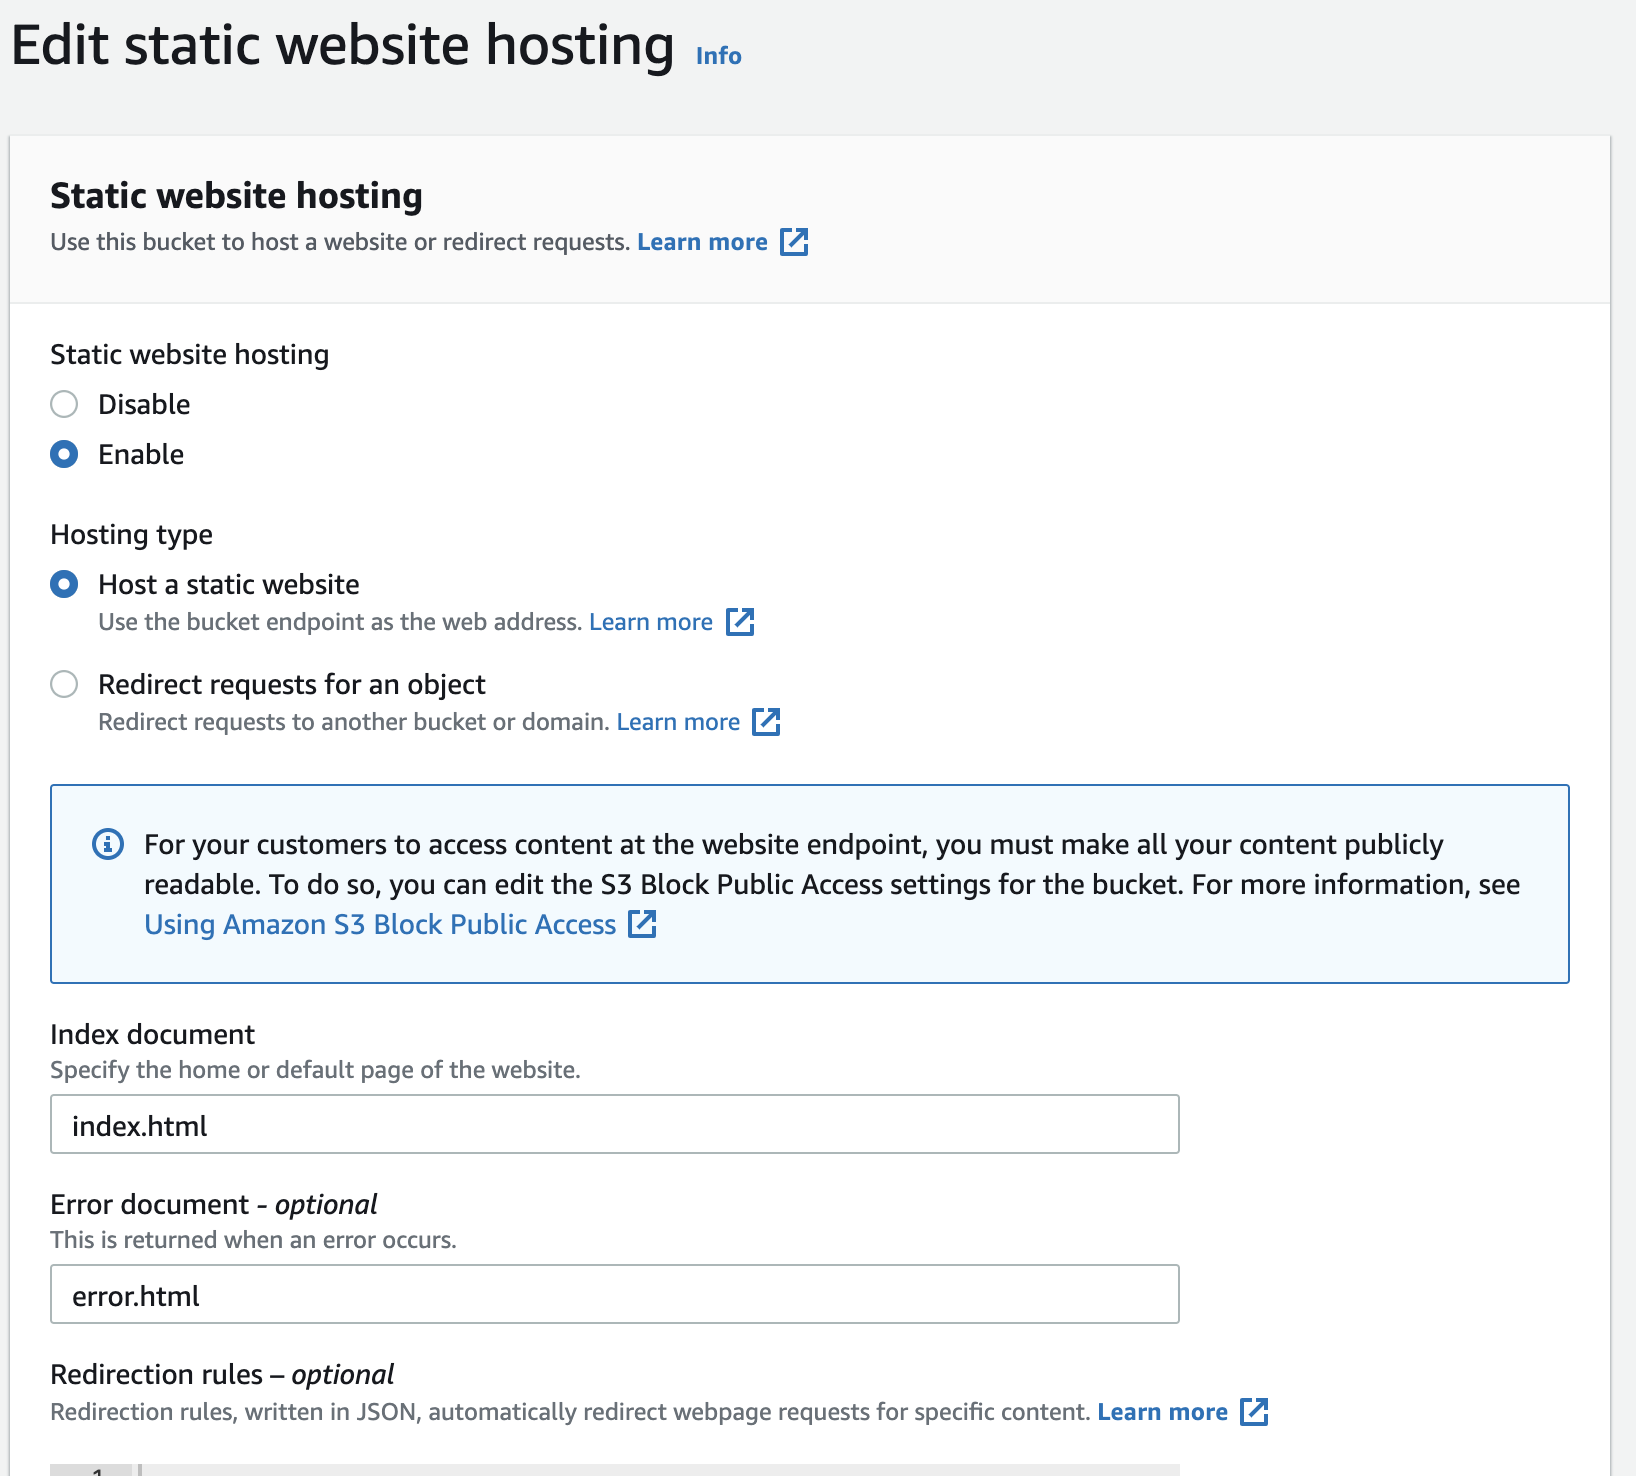 Edit static website hosting Info
Static website hosting
Use this bucket to host a website or redirect requests. Learn more
Static website hosting
Disable
Enable
Hosting type
Host a static website
Use the bucket endpoint as the web address. Learn more
Redirect requests for an object
Redirect requests to another bucket or domain. Learn more
For your customers to access content at the website endpoint, you must make all your content publicly
readable. To do so, you can edit the S3 Block Public Access settings for the bucket. For more information, see
Using Amazon S3 Block Public Access
Index document
Specify the home or default page of the website.
index.html
Error document - optional
This is returned when an error occurs.
error.html
Redirection rules – optional
Redirection rules, written in JSON, automatically redirect webpage requests for specific content. Learn more
1